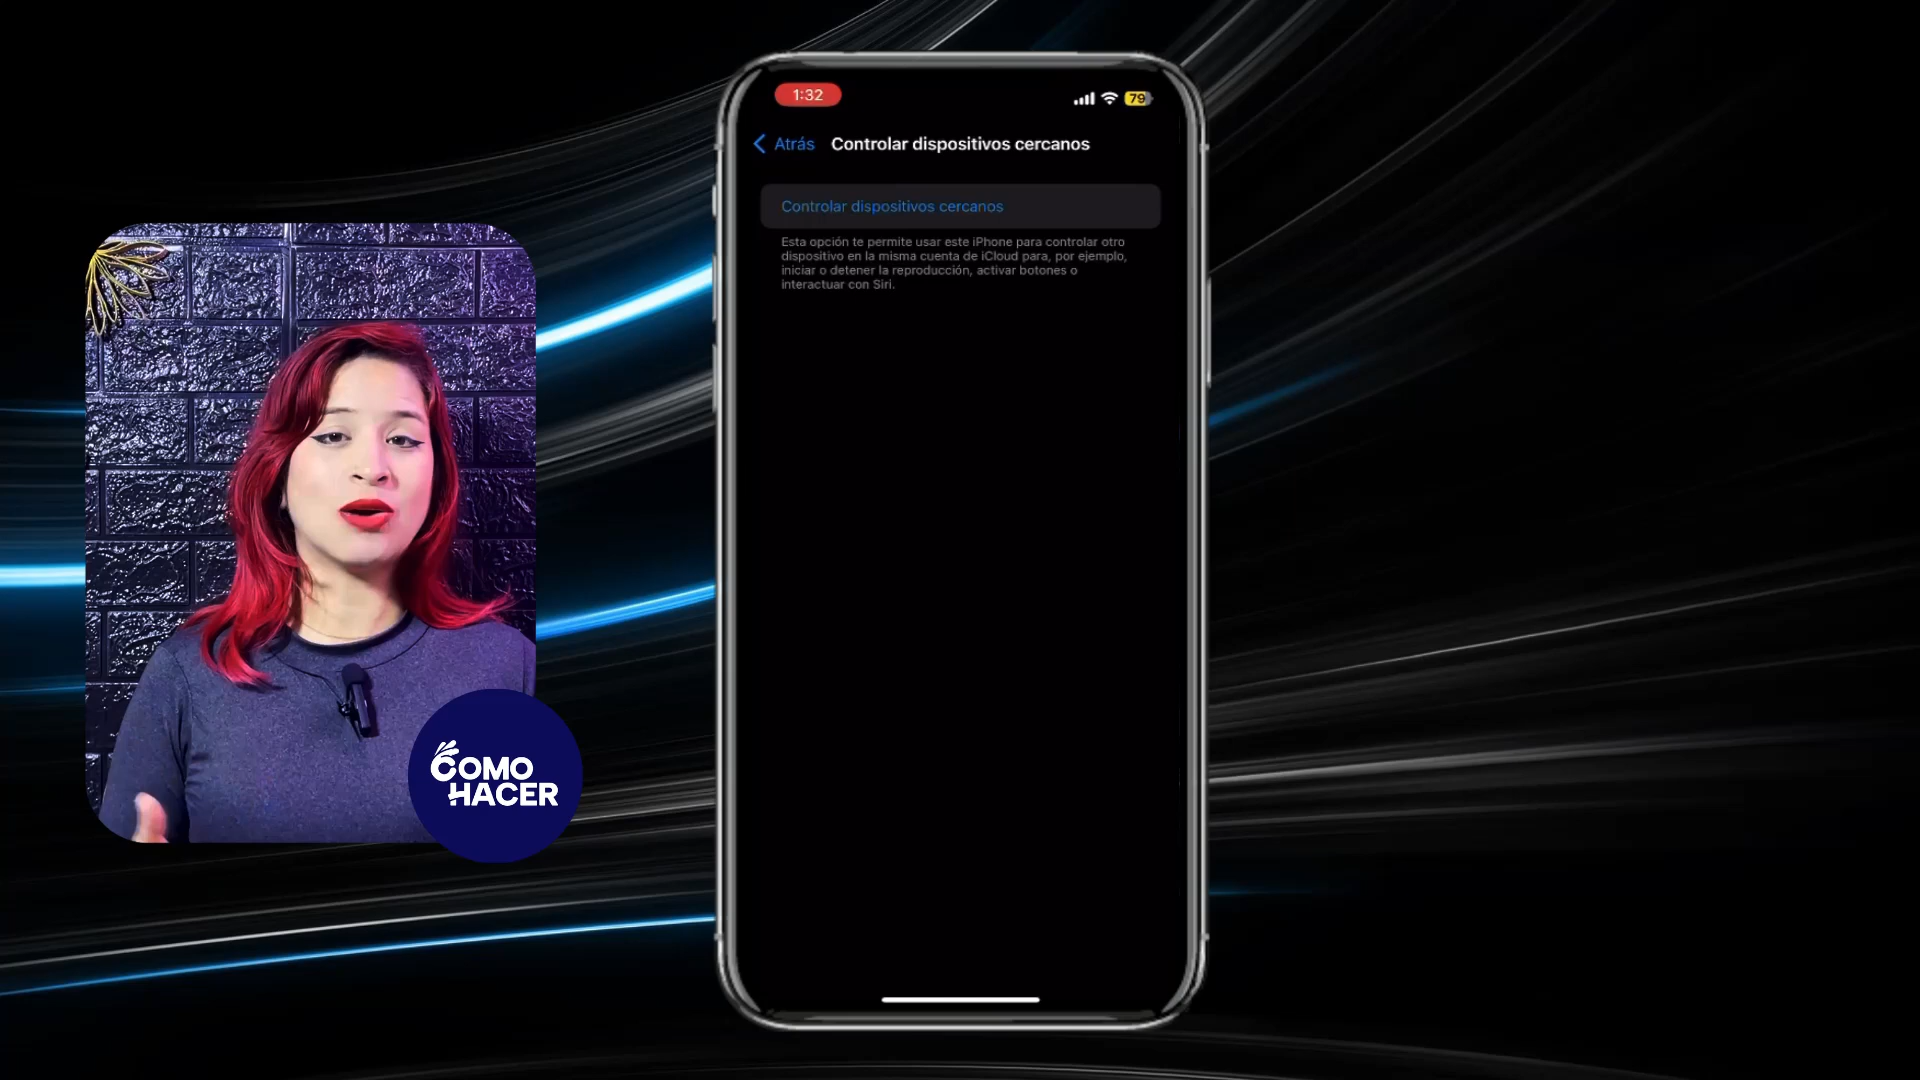 1:32
79
Atrás
Controlar dispositivos cercanos
Controlar dispositivos cercanos
Esta opción te permite usar este iPhone para controlar otro
dispositivo en la misma cuenta de iCloud para, por ejemplo,
iniciar o detener la reproducción, activar botones o
interactuar con Siri.
COMO
HACER